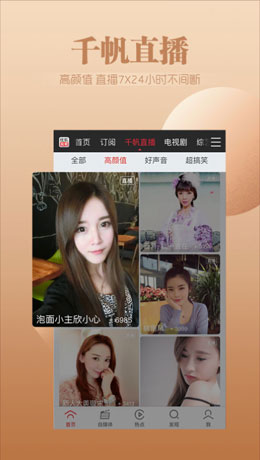 千帆直播
高颜值 直播7X24小时不间断
首页 订阅 千帆直播 电视剧 综
全部 高颜值 好声音 超搞笑
直播
泡面小主欣小心 6985
首页 自媒体 热点 发现 我